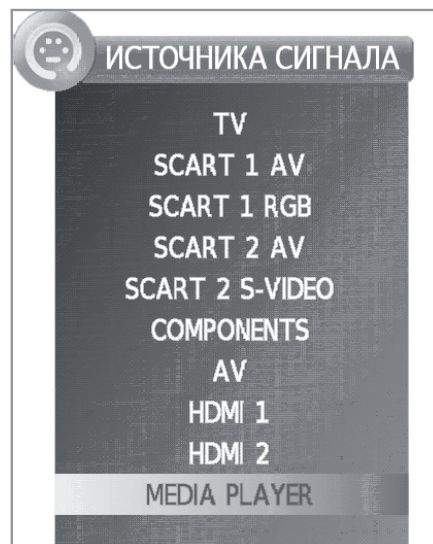 ИСТОЧНИКА СИГНАЛА
TV
SCART 1 AV
SCART 1 RGB
SCART 2 AV
SCART 2 S-VIDEO
COMPONENTS
AV
HDMI 1
HDMI 2
MEDIA PLAYER